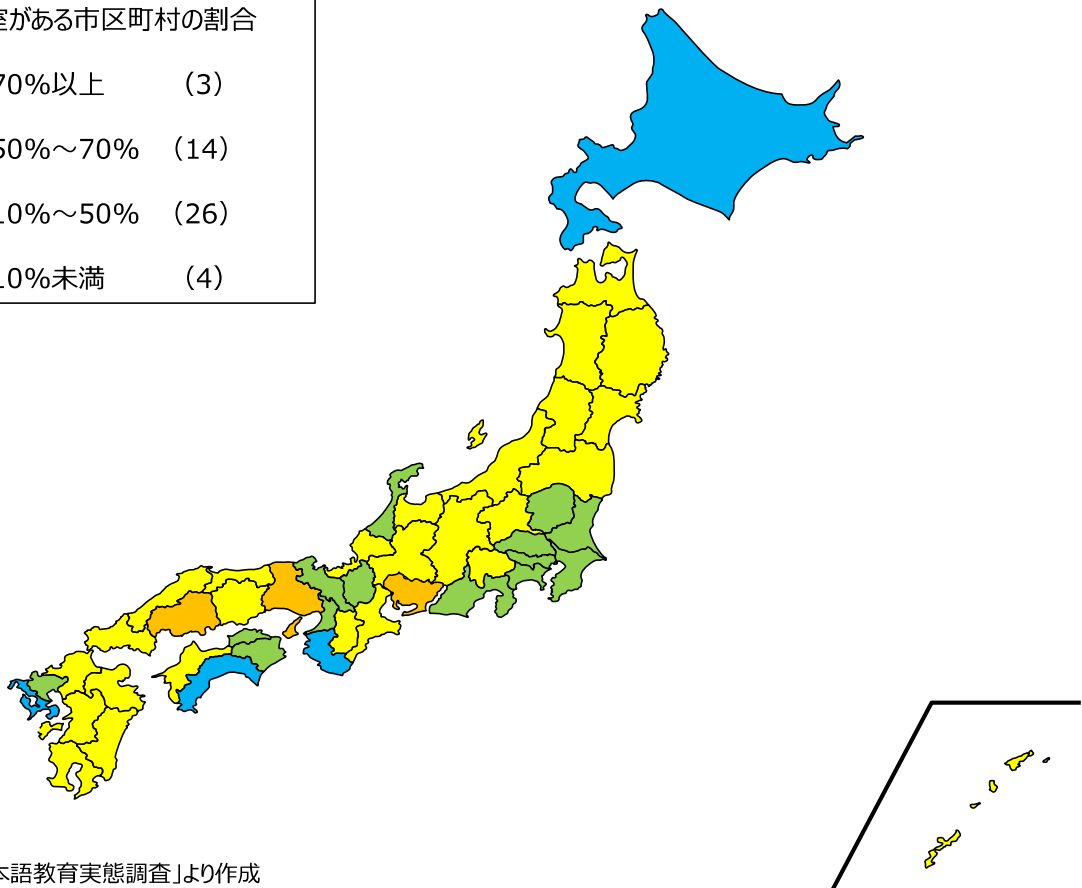 室がある市区町村の割合
70%以上 （3）
50%～70% （14）
10%～50% （26）
10%未満 （4）
本語教育実態調査」より作成